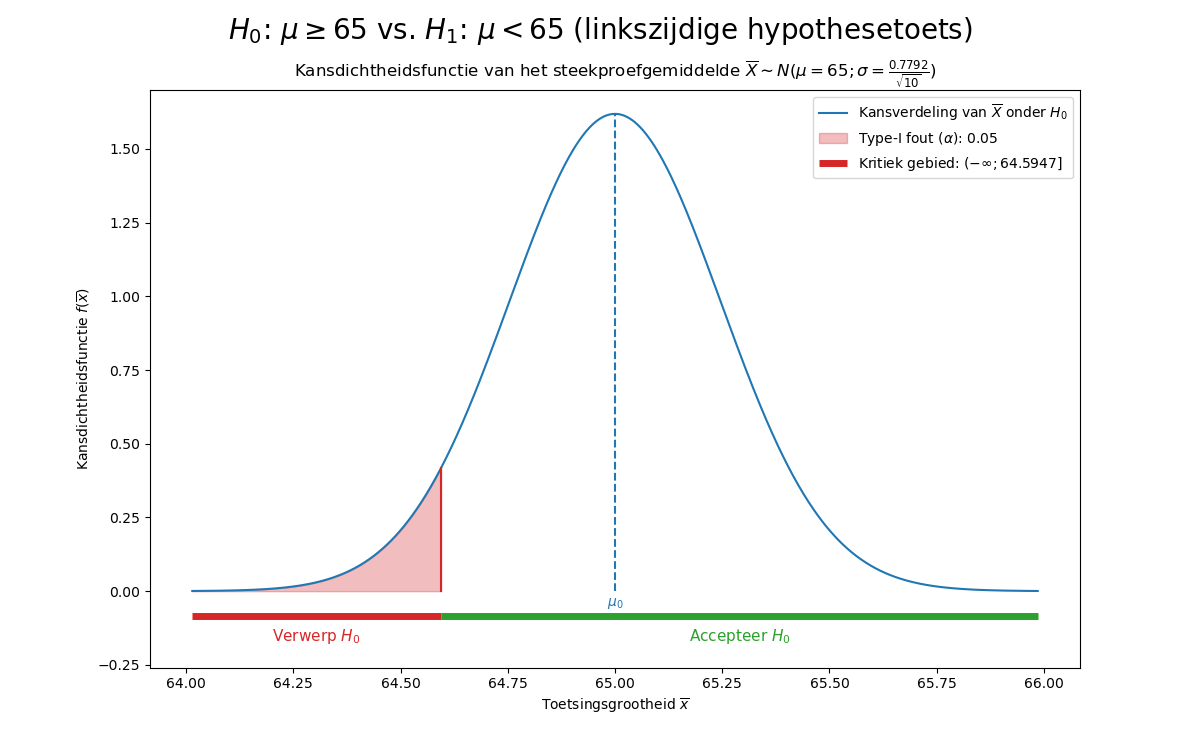 H₀: μ ≥ 65 vs. H₁: μ < 65 (linkszijdige hypothesetoets)
Kansdichtheidsfunctie van het steekproefgemiddelde X̅ ~ N(μ = 65; σ = 0.7792/√10)
Kansverdeling van X̅ onder H₀
Type-I fout (α): 0.05
Kritiek gebied: (−∞; 64.5947]
Kansdichtheidsfunctie f(x̅)
1.50
1.25
1.00
0.75
0.50
0.25
0.00
−0.25
μ₀
Verwerp H₀
Accepteer H₀
64.00 64.25 64.50 64.75 65.00 65.25 65.50 65.75 66.00
Toetsingsgrootheid x̅